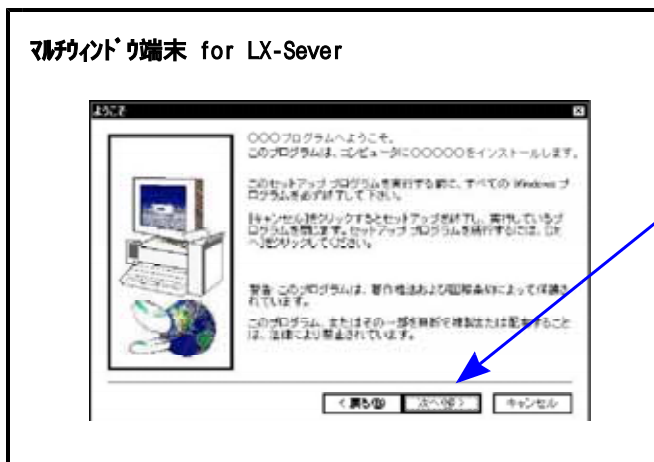 マルチウィンドウ端末 for LX-Sever
ようこそ
○○○プログラムへようこそ。
このプログラムは、コンピュータに○○○○○をインストールします。
このセットアップ プログラムを実行する前に、すべての Windows プ
ログラムを必ず終了して下さい。
[キャンセル]をクリックするとセットアップを終了し、実行しているプ
ログラムを閉じます。セットアップ プログラムを続行するには、[次
へ]をクリックしてください。
警告: このプログラムは、著作権法および国際条約によって保護さ
れています。
このプログラム、またはその一部を無断で複製または配布すること
は、法律により禁止されています。
< 戻る(B) 次へ(N) > キャンセル